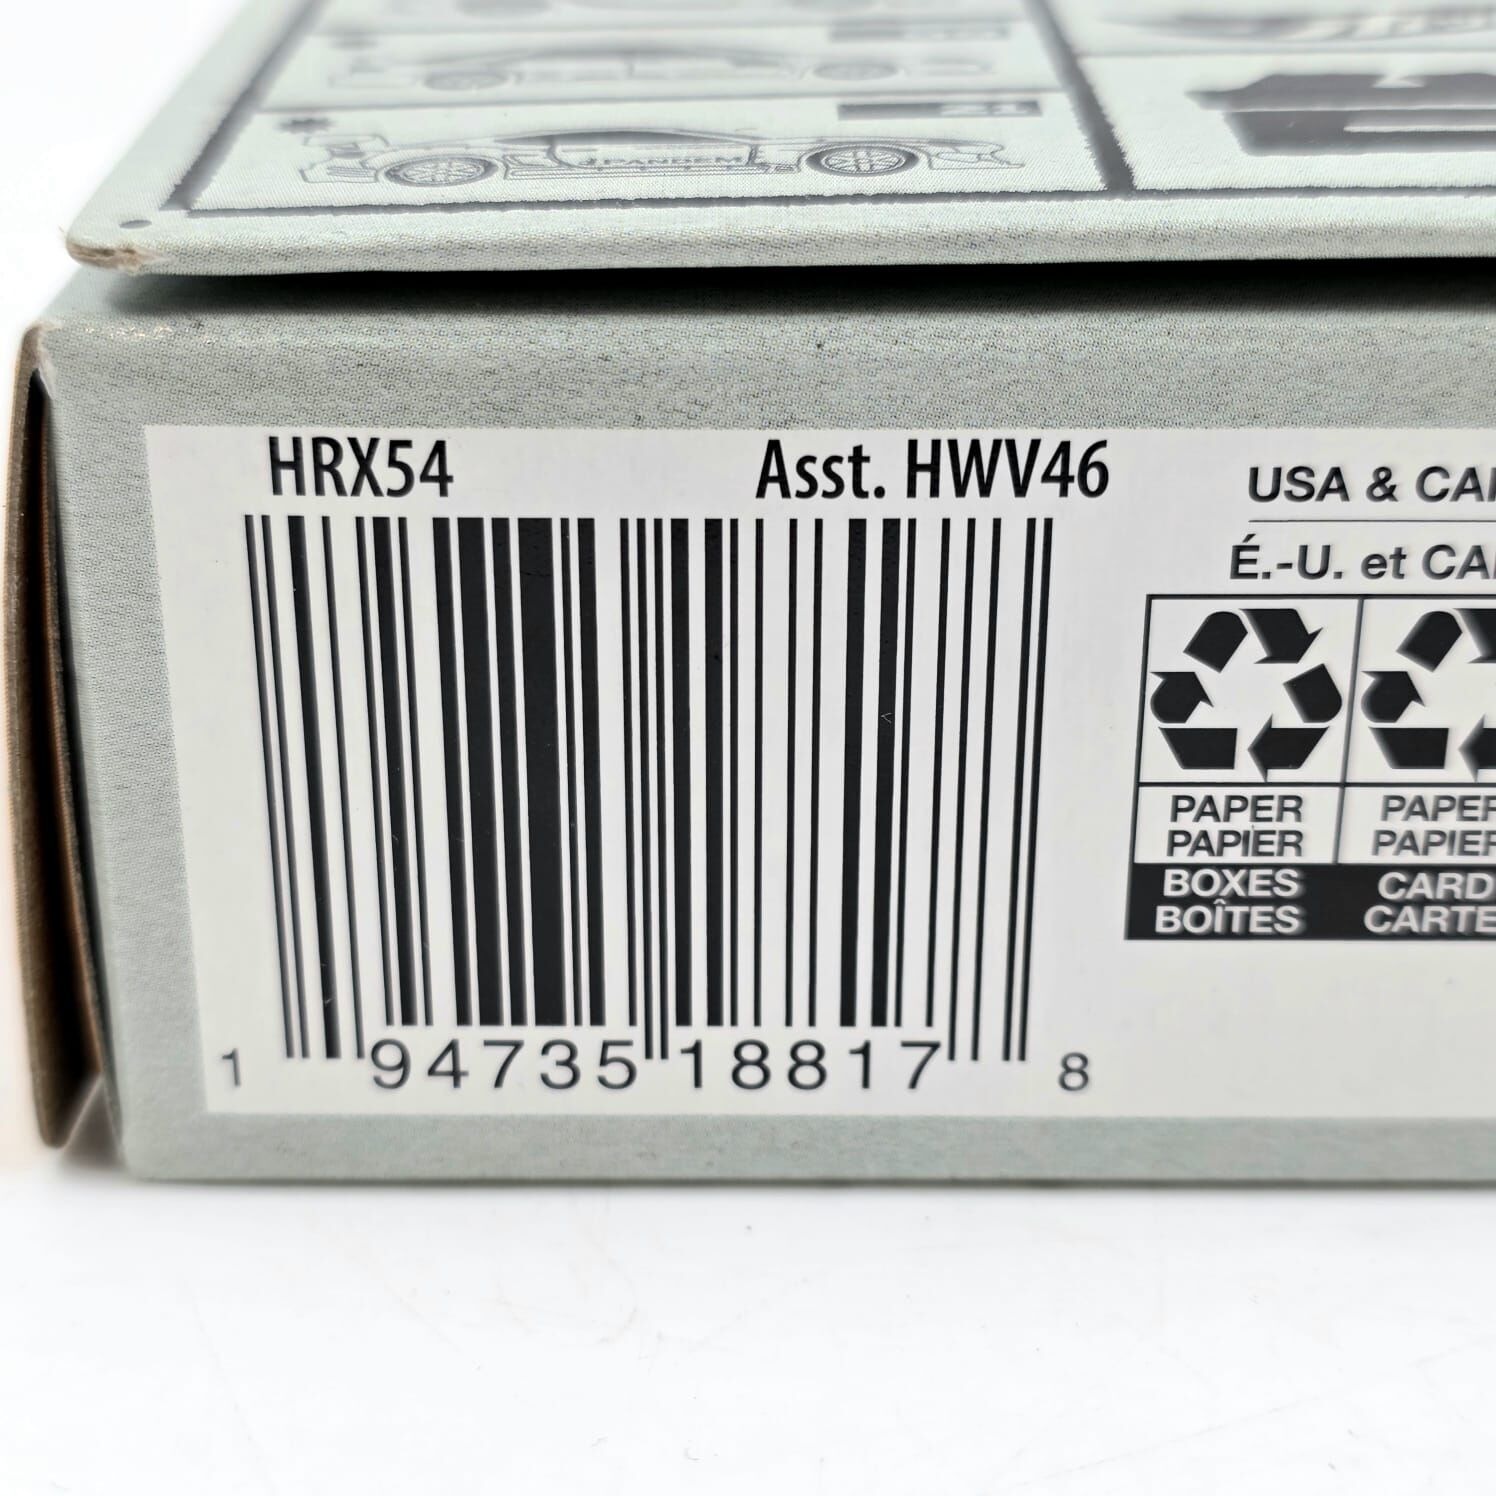 PANDEM
HRX54 Asst. HWV46
1 94735 18817 8
USA & CA
É.-U. et CA
PAPER
PAPIER
BOXES
BOÎTES
PAPER
PAPIER
CARD
CARTE